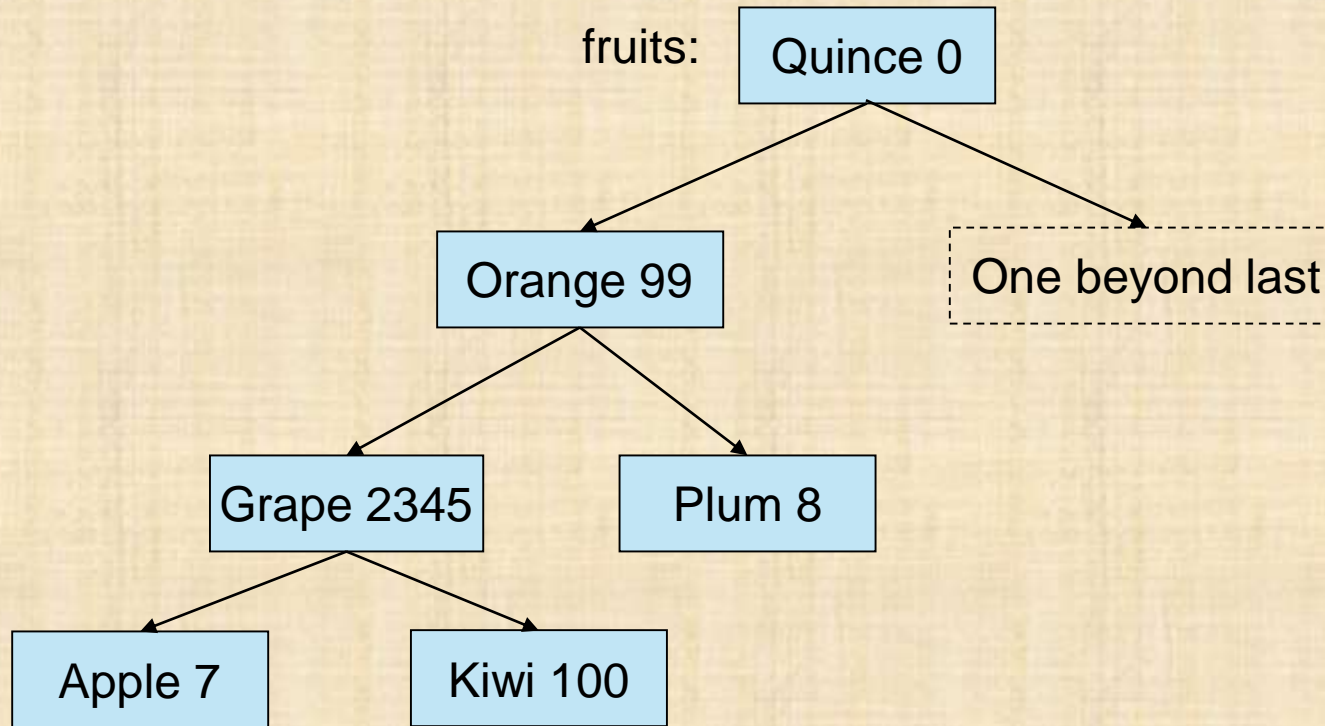 fruits:
Quince 0
Orange 99
One beyond last
Grape 2345
Plum 8
Apple 7
Kiwi 100